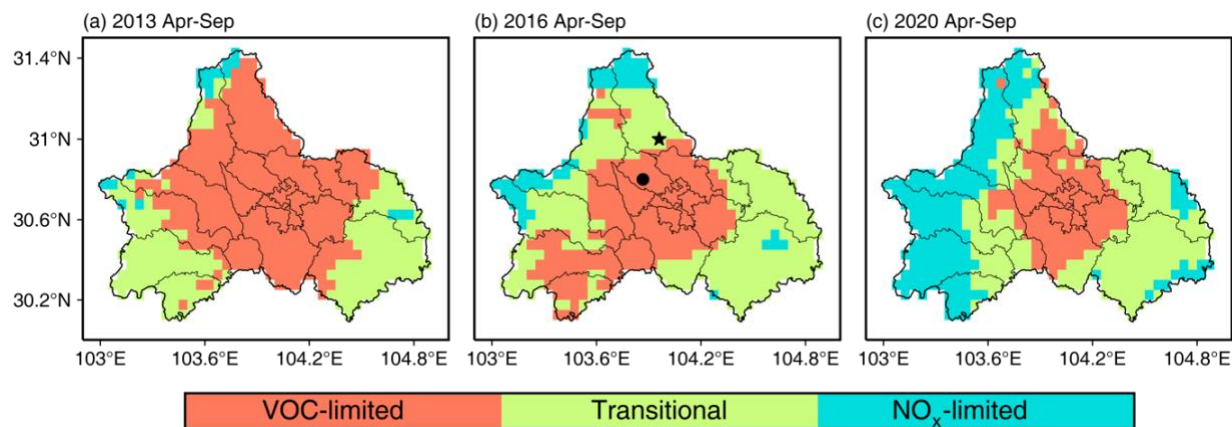 (a) 2013 Apr-Sep
(b) 2016 Apr-Sep
(c) 2020 Apr-Sep
31.4°N
31°N
30.6°N
30.2°N
103°E 103.6°E 104.2°E 104.8°E
103°E 103.6°E 104.2°E 104.8°E
103°E 103.6°E 104.2°E 104.8°E
VOC-limited Transitional NOₓ-limited